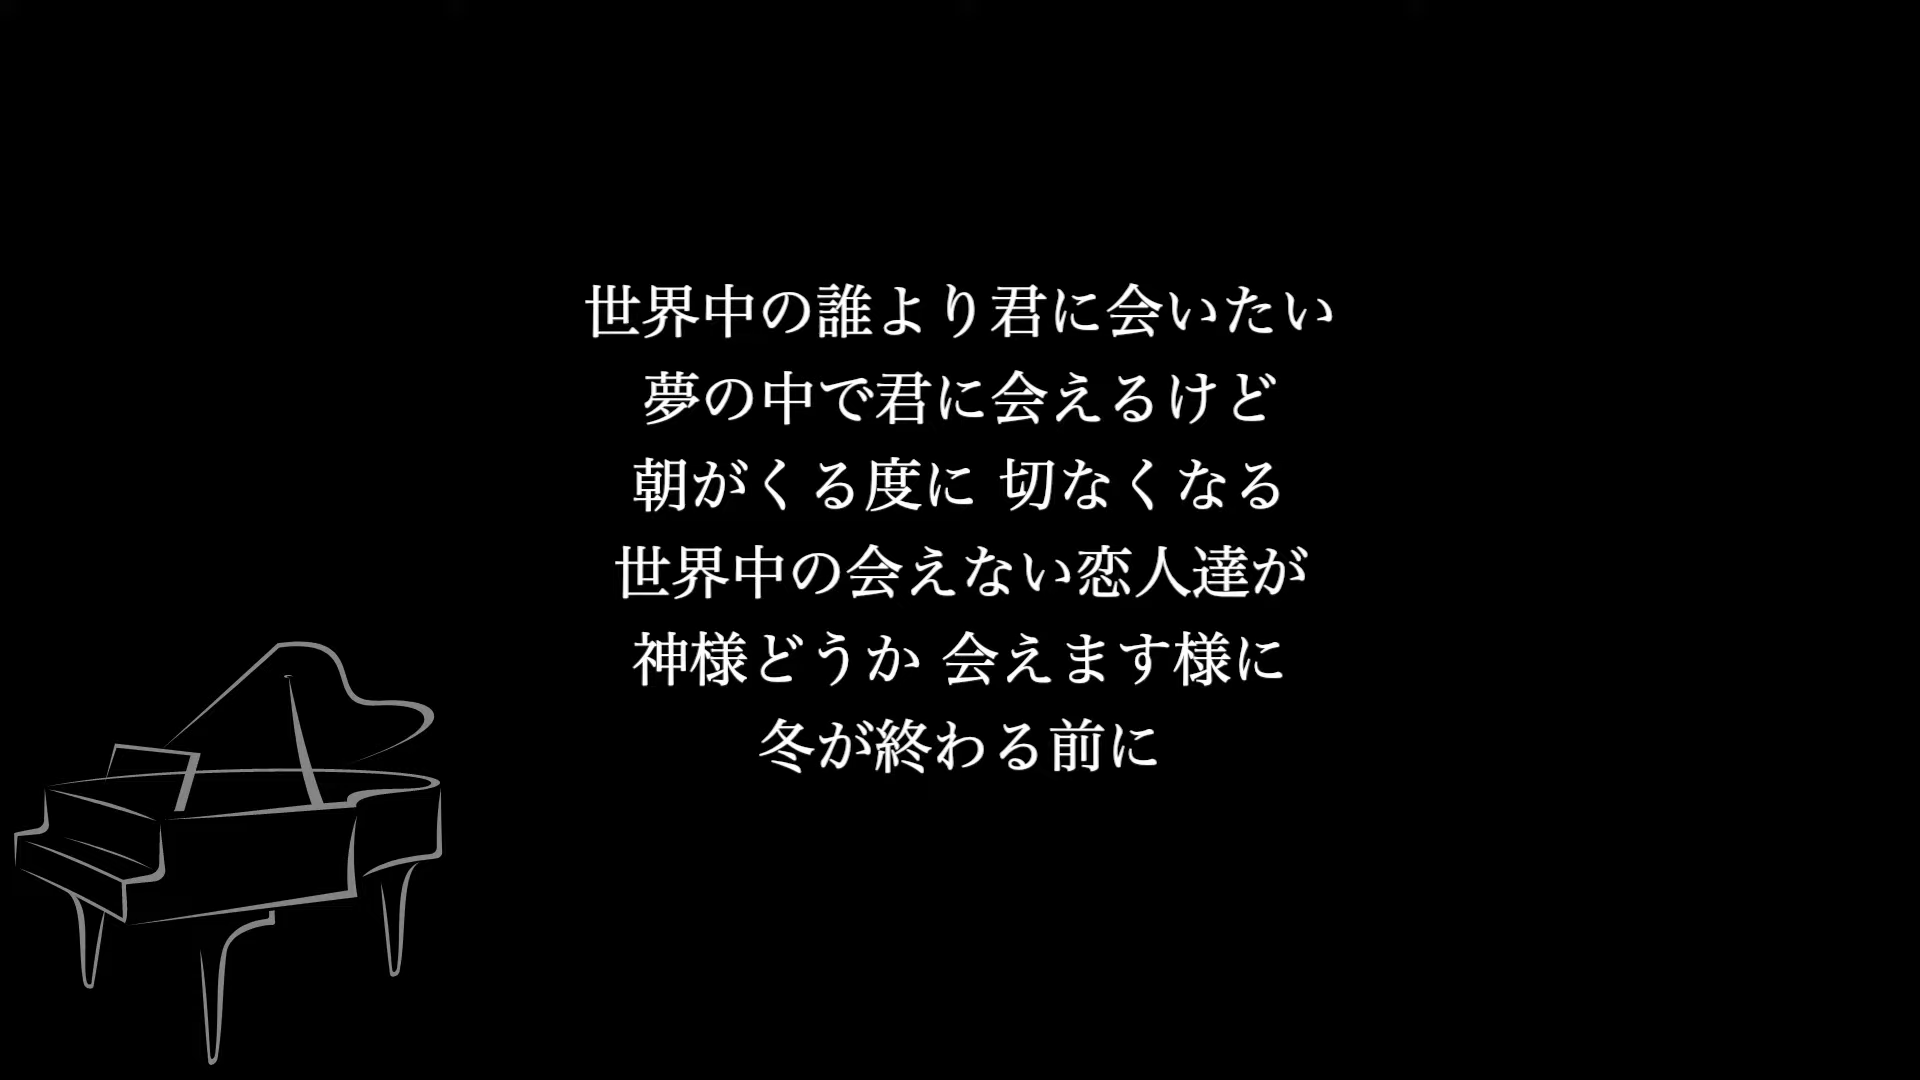 世界中の誰より君に会いたい
夢の中で君に会えるけど
朝がくる度に 切なくなる
世界中の会えない恋人達が
神様どうか 会えます様に
冬が終わる前に